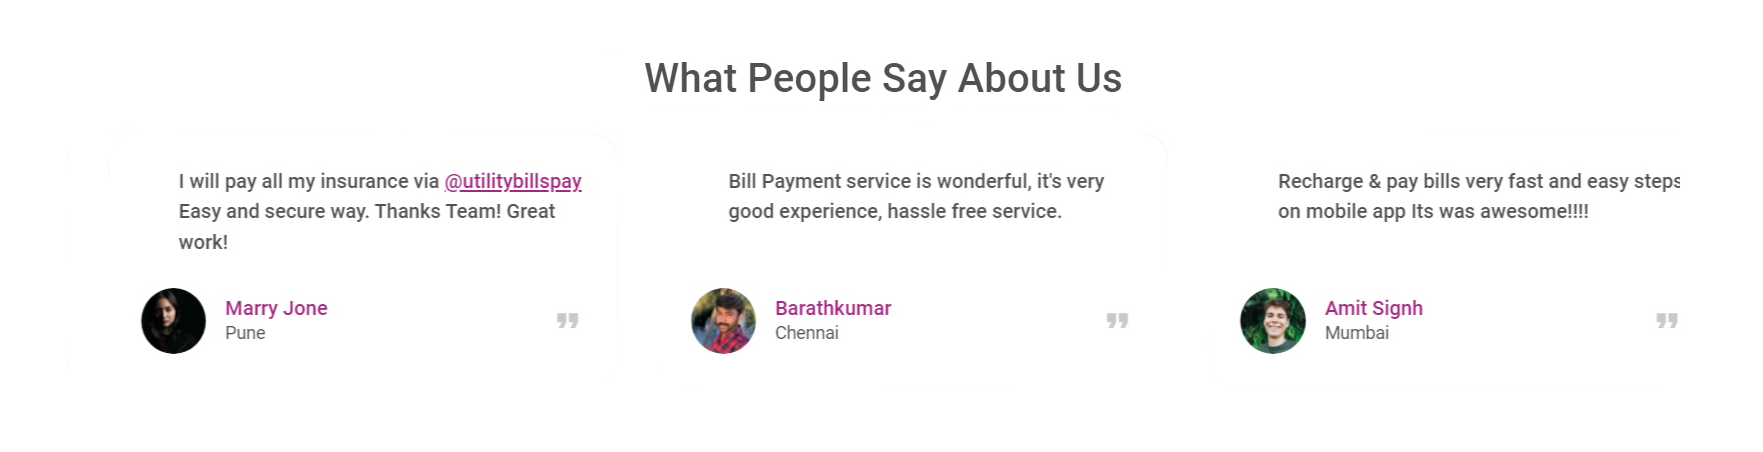 What People Say About Us
I will pay all my insurance via @utilitybillspay
Easy and secure way. Thanks Team! Great
work!
Marry Jone
Pune
Bill Payment service is wonderful, it's very
good experience, hassle free service.
Barathkumar
Chennai
Recharge & pay bills very fast and easy steps
on mobile app Its was awesome!!!!
Amit Signh
Mumbai